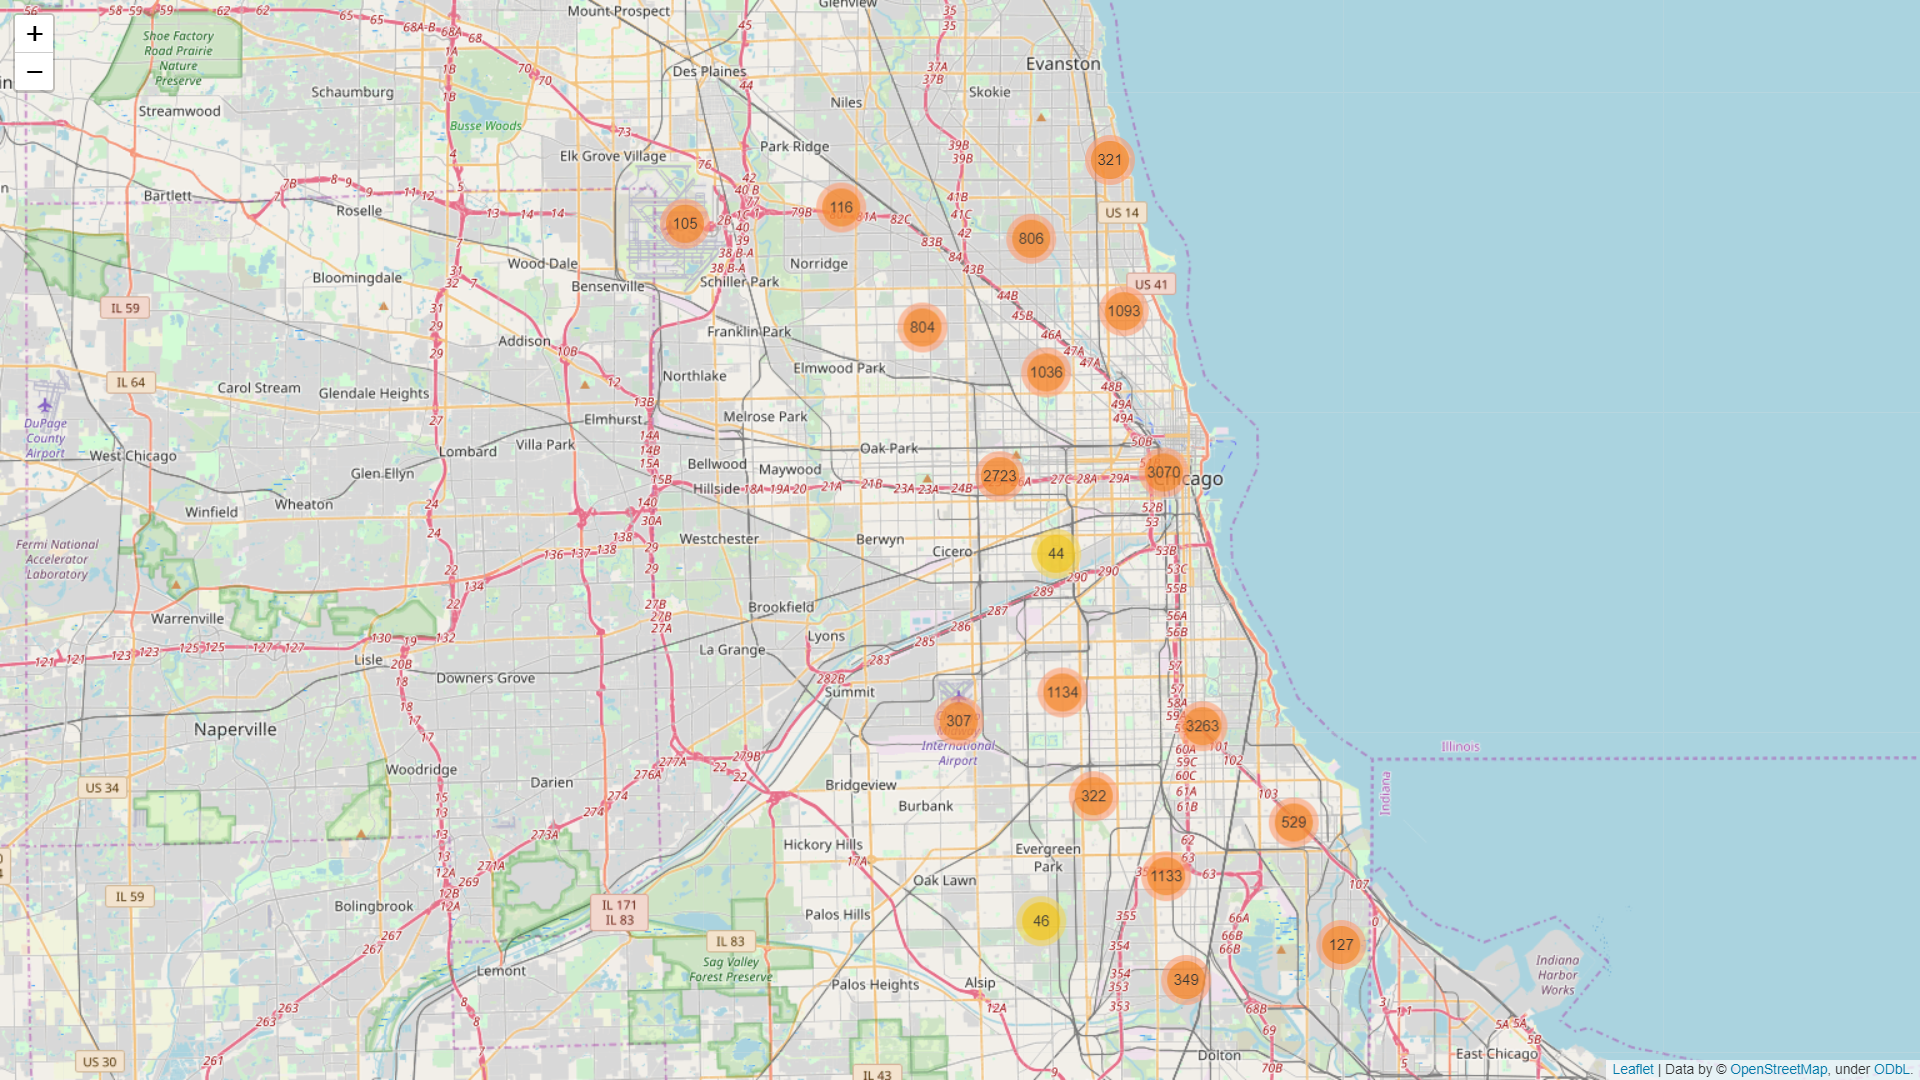 +
−
Mount Prospect
Glenview
Shoe Factory
Road Prairie
Nature
Preserve
Streamwood
Schaumburg
Des Plaines
Niles
Skokie
Evanston
Busse Woods
Elk Grove Village
Park Ridge
321
Bartlett
Roselle
105
116
806
US 14
Wood Dale
Bensenville
Norridge
Schiller Park
Bloomingdale
IL 59
US 41
1093
804
Franklin Park
Addison
1036
Elmwood Park
Northlake
IL 64
Carol Stream
Glendale Heights
DuPage
County
Airport
Elmhurst
Melrose Park
Villa Park
Oak Park
West Chicago
Lombard
Glen Ellyn
Bellwood
Maywood
2723
3070
cago
Hillside
Wheaton
Winfield
Westchester
Berwyn
Cicero
44
Fermi National
Accelerator
Laboratory
Warrenville
Brookfield
Lyons
La Grange
Lisle
Downers Grove
Summit
1134
307
International
Airport
3263
Naperville
Illinois
Indiana
Woodridge
Darien
US 34
Bridgeview
Burbank
322
529
Hickory Hills
Evergreen
Park
Oak Lawn
1133
IL 59
Bolingbrook
IL 171
IL 83
Palos Hills
46
IL 83
Sag Valley
Forest Preserve
127
Lemont
Palos Heights
Alsip
349
Indiana
Harbor
Works
US 30
Dolton
East Chicago
IL 43
Leaflet | Data by © OpenStreetMap, under ODbL.